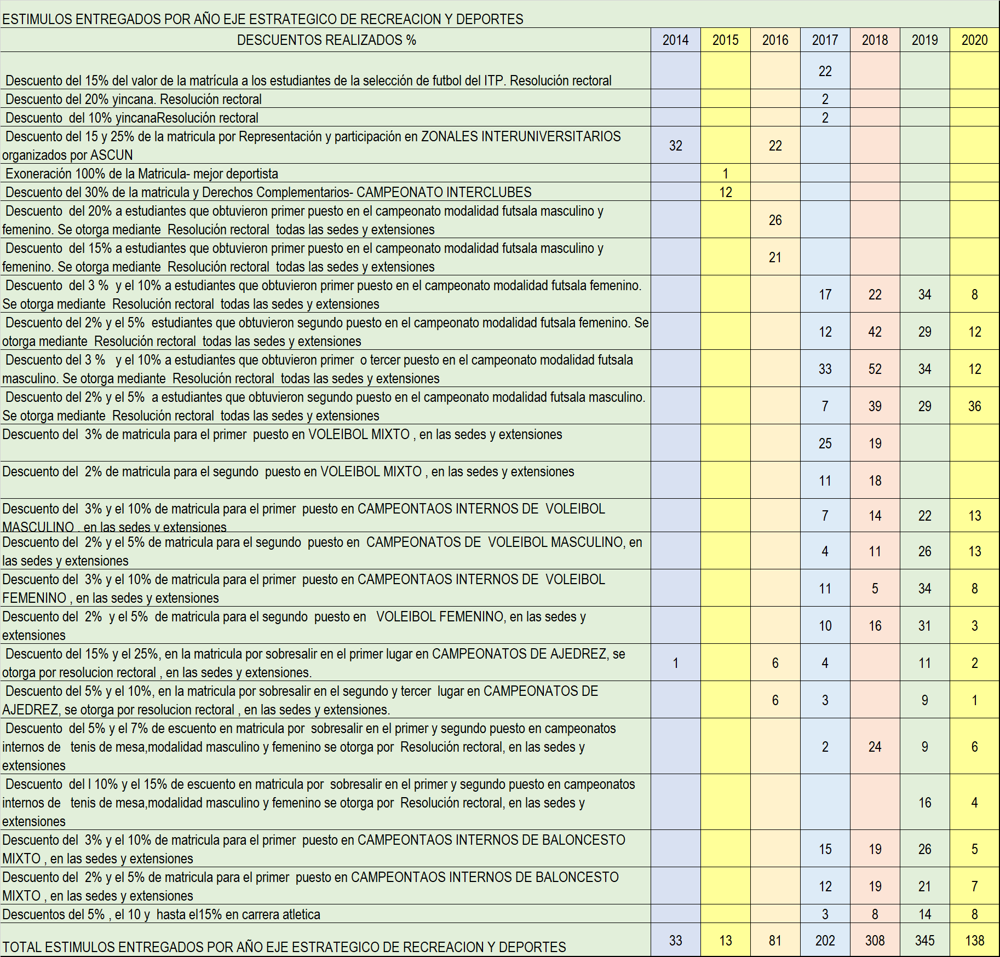 ESTIMULOS ENTREGADOS POR AÑO EJE ESTRATEGICO DE RECREACION Y DEPORTES
DESCUENTOS REALIZADOS % 2014 2015 2016 2017 2018 2019 2020
Descuento del 15% del valor de la matrícula a los estudiantes de la selección de futbol del ITP. Resolución rectoral 22
Descuento del 20% yincana. Resolución rectoral 2
Descuento del 10% yincanaResolución rectoral 2
Descuento del 15 y 25% de la matricula por Representación y participación en ZONALES INTERUNIVERSITARIOS
organizados por ASCUN 32 22
Exoneración 100% de la Matricula- mejor deportista 1
Descuento del 30% de la matricula y Derechos Complementarios- CAMPEONATO INTERCLUBES 12
Descuento del 20% a estudiantes que obtuvieron primer puesto en el campeonato modalidad futsala masculino y
femenino. Se otorga mediante Resolución rectoral todas las sedes y extensiones 26
Descuento del 15% a estudiantes que obtuvieron primer puesto en el campeonato modalidad futsala masculino y
femenino. Se otorga mediante Resolución rectoral todas las sedes y extensiones 21
Descuento del 3 % y el 10% a estudiantes que obtuvieron primer puesto en el campeonato modalidad futsala femenino.
Se otorga mediante Resolución rectoral todas las sedes y extensiones 17 22 34 8
Descuento del 2% y el 5% estudiantes que obtuvieron segundo puesto en el campeonato modalidad futsala femenino. Se
otorga mediante Resolución rectoral todas las sedes y extensiones 12 42 29 12
Descuento del 3 % y el 10% a estudiantes que obtuvieron primer o tercer puesto en el campeonato modalidad futsala
masculino. Se otorga mediante Resolución rectoral todas las sedes y extensiones 33 52 34 12
Descuento del 2% y el 5% a estudiantes que obtuvieron segundo puesto en el campeonato modalidad futsala masculino.
Se otorga mediante Resolución rectoral todas las sedes y extensiones 7 39 29 36
Descuento del 3% de matricula para el primer puesto en VOLEIBOL MIXTO , en las sedes y extensiones 25 19
Descuento del 2% de matricula para el segundo puesto en VOLEIBOL MIXTO , en las sedes y extensiones 11 18
Descuento del 3% y el 10% de matricula para el primer puesto en CAMPEONTAOS INTERNOS DE VOLEIBOL
MASCULINO , en las sedes y extensiones 7 14 22 13
Descuento del 2% y el 5% de matricula para el segundo puesto en CAMPEONATOS DE VOLEIBOL MASCULINO, en
las sedes y extensiones 4 11 26 13
Descuento del 3% y el 10% de matricula para el primer puesto en CAMPEONTAOS INTERNOS DE VOLEIBOL
FEMENINO , en las sedes y extensiones 11 5 34 8
Descuento del 2% y el 5% de matricula para el segundo puesto en VOLEIBOL FEMENINO, en las sedes y
extensiones 10 16 31 3
Descuento del 15% y el 25%, en la matricula por sobresalir en el primer lugar en CAMPEONATOS DE AJEDREZ, se
otorga por resolucion rectoral , en las sedes y extensiones. 1 6 4 11 2
Descuento del 5% y el 10%, en la matricula por sobresalir en el segundo y tercer lugar en CAMPEONATOS DE
AJEDREZ, se otorga por resolucion rectoral , en las sedes y extensiones. 6 3 9 1
Descuento del 5% y el 7% de escuento en matricula por sobresalir en el primer y segundo puesto en campeonatos
internos de tenis de mesa,modalidad masculino y femenino se otorga por Resolución rectoral, en las sedes y
extensiones 2 24 9 6
Descuento del l 10% y el 15% de escuento en matricula por sobresalir en el primer y segundo puesto en campeonatos
internos de tenis de mesa,modalidad masculino y femenino se otorga por Resolución rectoral, en las sedes y
extensiones 16 4
Descuento del 3% y el 10% de matricula para el primer puesto en CAMPEONTAOS INTERNOS DE BALONCESTO
MIXTO , en las sedes y extensiones 15 19 26 5
Descuento del 2% y el 5% de matricula para el primer puesto en CAMPEONTAOS INTERNOS DE BALONCESTO
MIXTO , en las sedes y extensiones 12 19 21 7
Descuentos del 5% , el 10 y hasta el15% en carrera atletica 3 8 14 8
TOTAL ESTIMULOS ENTREGADOS POR AÑO EJE ESTRATEGICO DE RECREACION Y DEPORTES 33 13 81 202 308 345 138